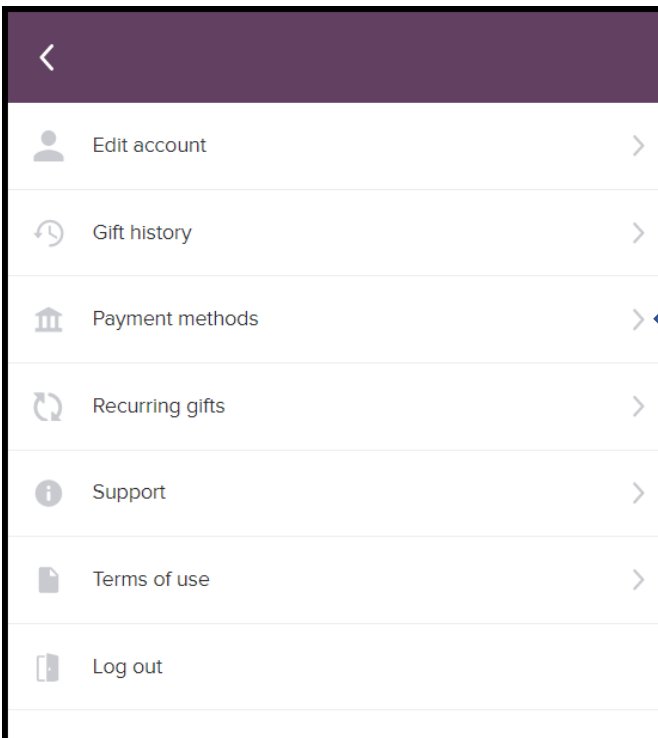 Edit account
Gift history
Payment methods
Recurring gifts
Support
Terms of use
Log out